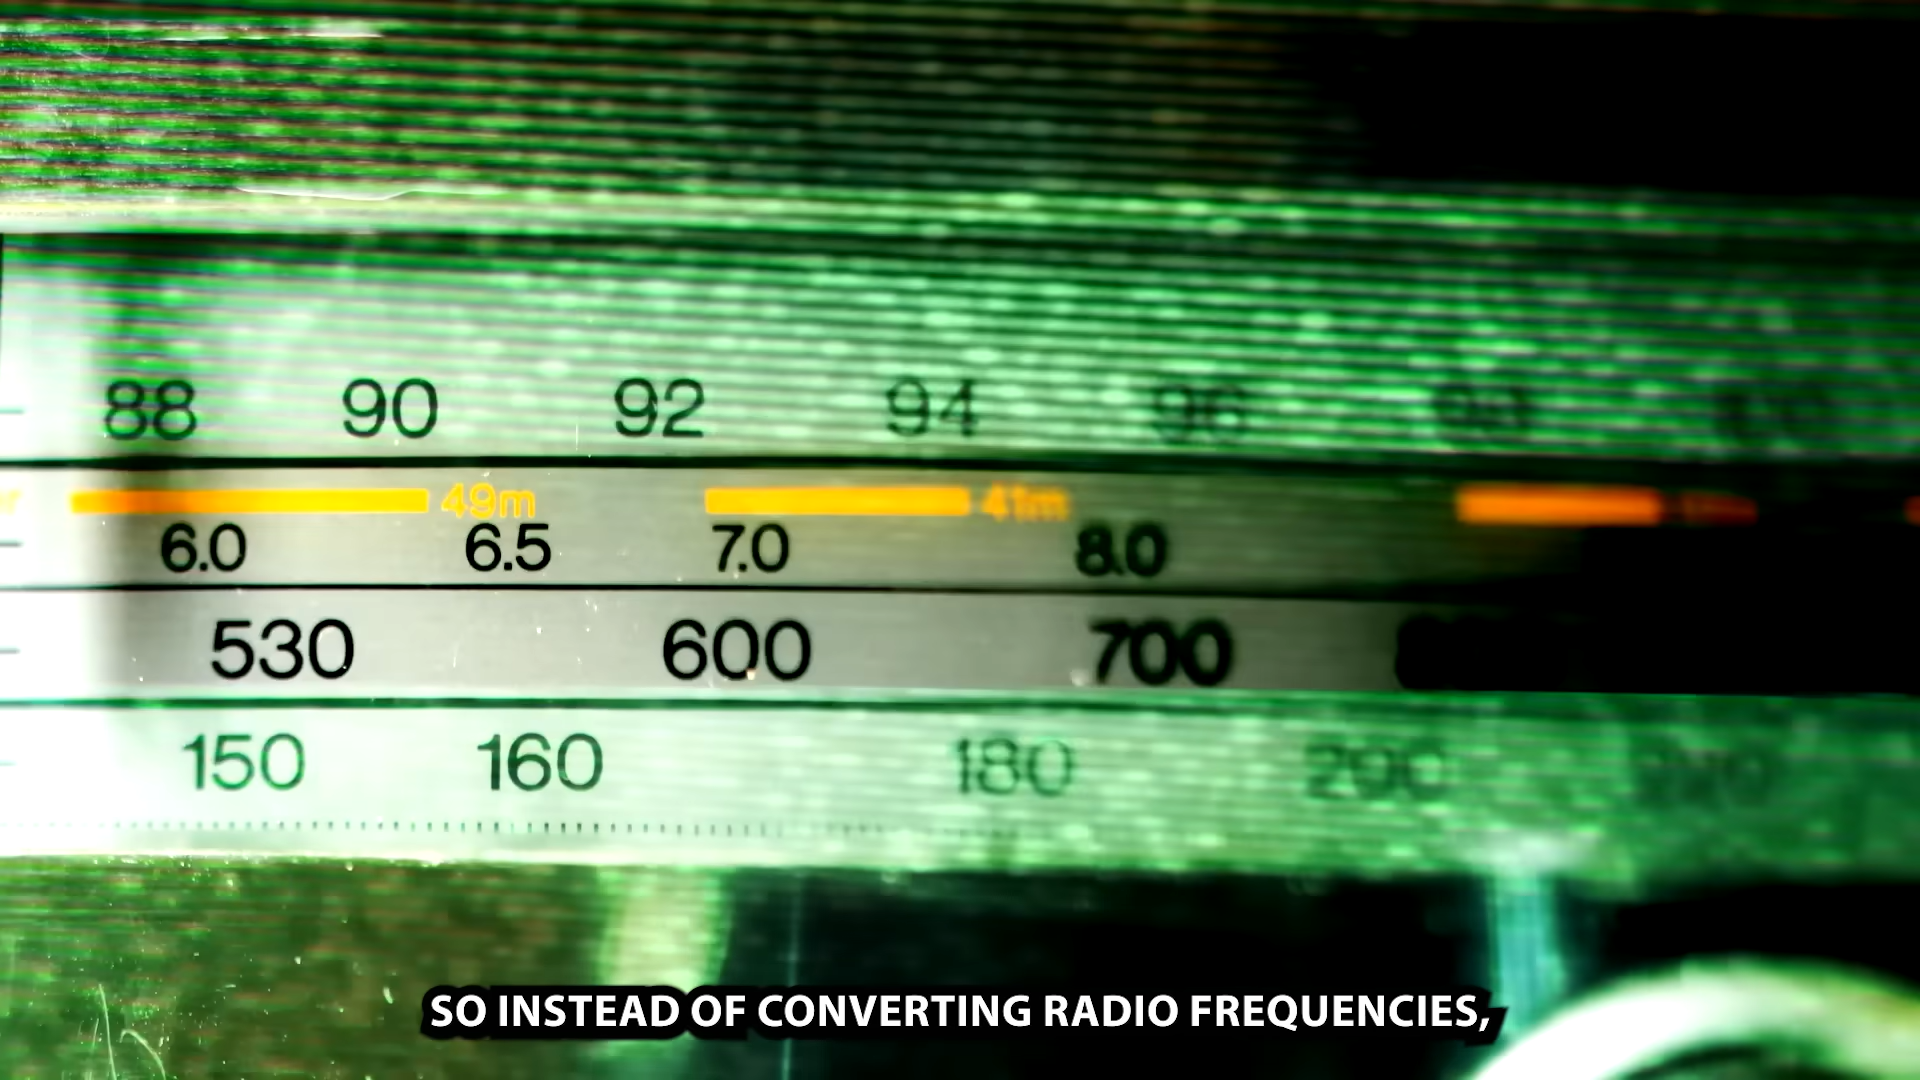 88 90 92 94 96 98
49m 41m
6.0 6.5 7.0 8.0
530 600 700
150 160 180 200
SO INSTEAD OF CONVERTING RADIO FREQUENCIES,